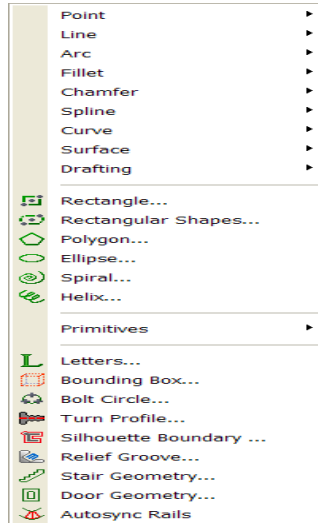 Point
Line
Arc
Fillet
Chamfer
Spline
Curve
Surface
Drafting
Rectangle...
Rectangular Shapes...
Polygon...
Ellipse...
Spiral...
Helix...
Primitives
Letters...
Bounding Box...
Bolt Circle...
Turn Profile...
Silhouette Boundary ...
Relief Groove...
Stair Geometry...
Door Geometry...
Autosync Rails